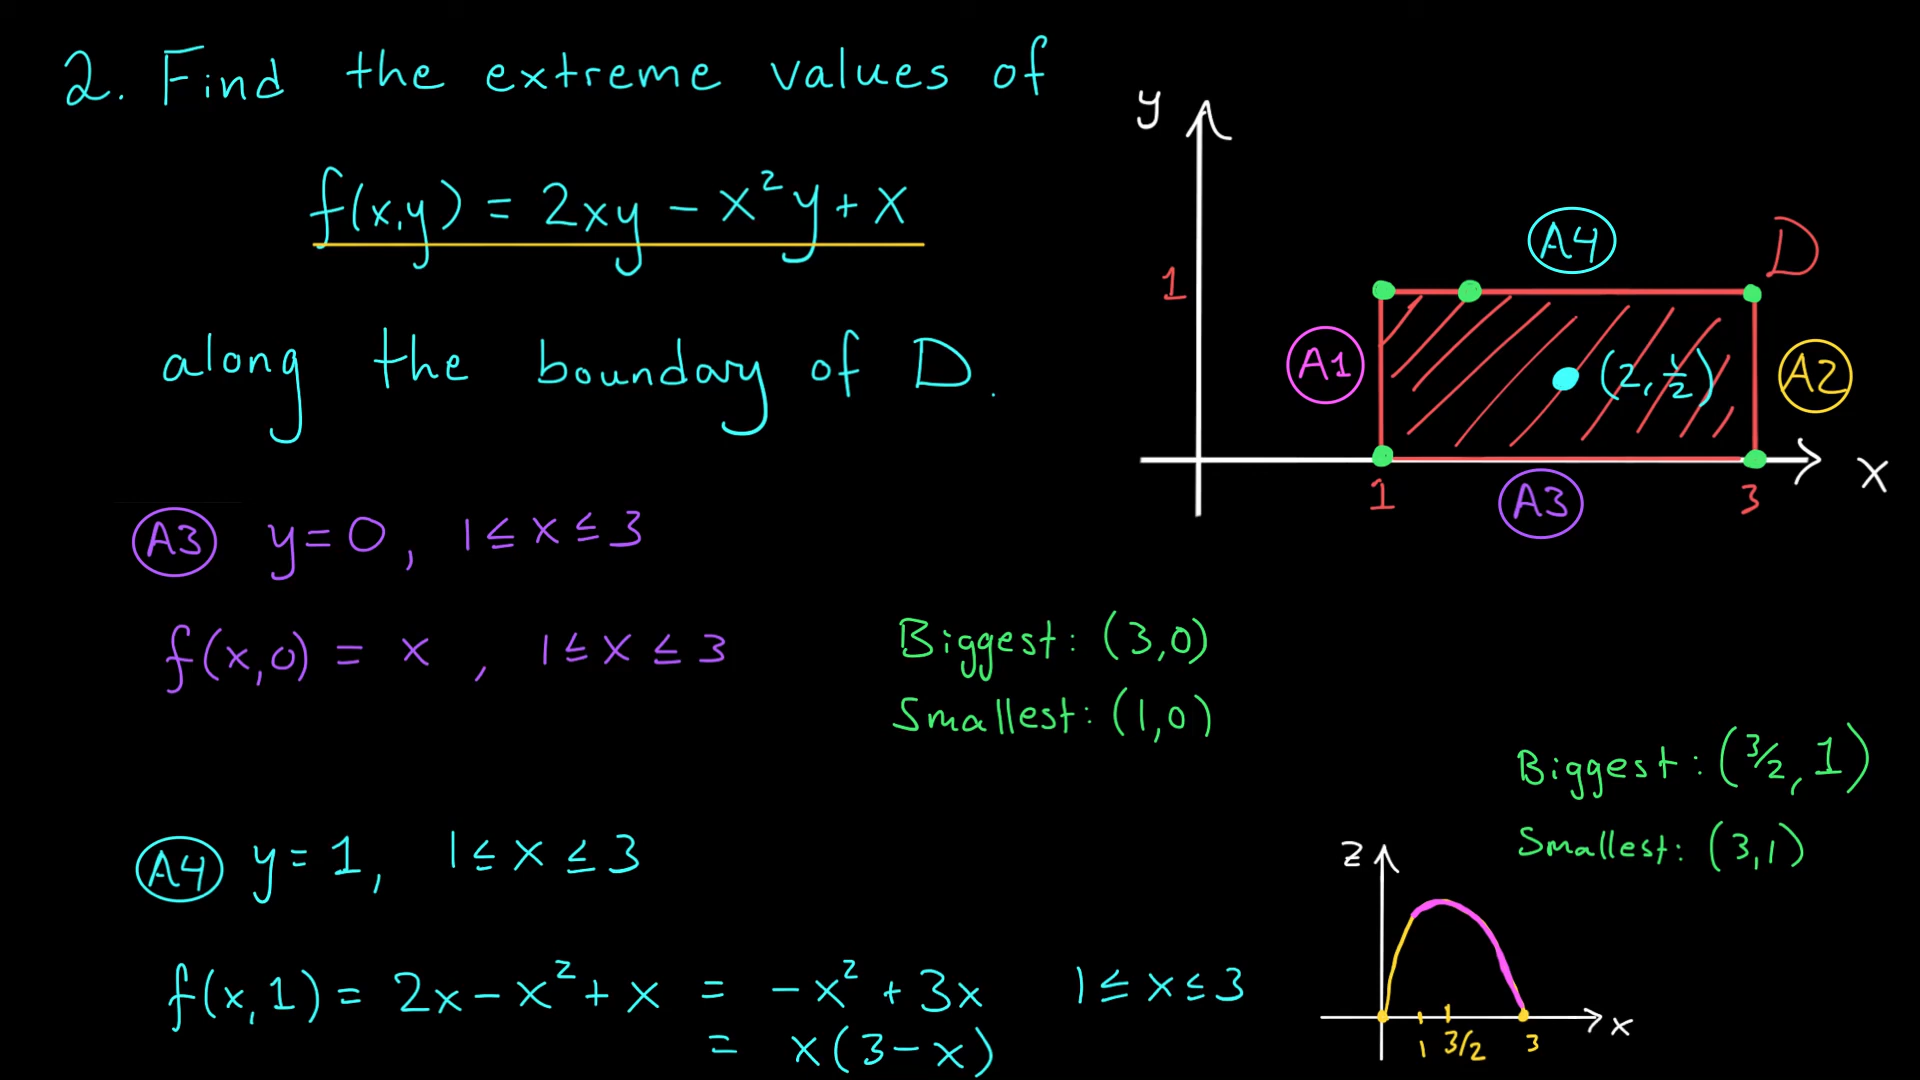 2. Find the extreme values of
f(x,y) = 2xy - x²y + x
along the boundary of D.
y
A4
D
1
A1
(2, 1/2)
A2
x
1
A3
3
A3 y=0, 1 ≤ x ≤ 3
f(x,0) = x , 1 ≤ x ≤ 3
Biggest: (3,0)
Smallest: (1,0)
A4 y=1, 1 ≤ x ≤ 3
f(x,1) = 2x - x² + x = -x² + 3x 1 ≤ x ≤ 3
= x(3-x)
Biggest: (3/2, 1)
Smallest: (3,1)
z
x
1 3/2 3